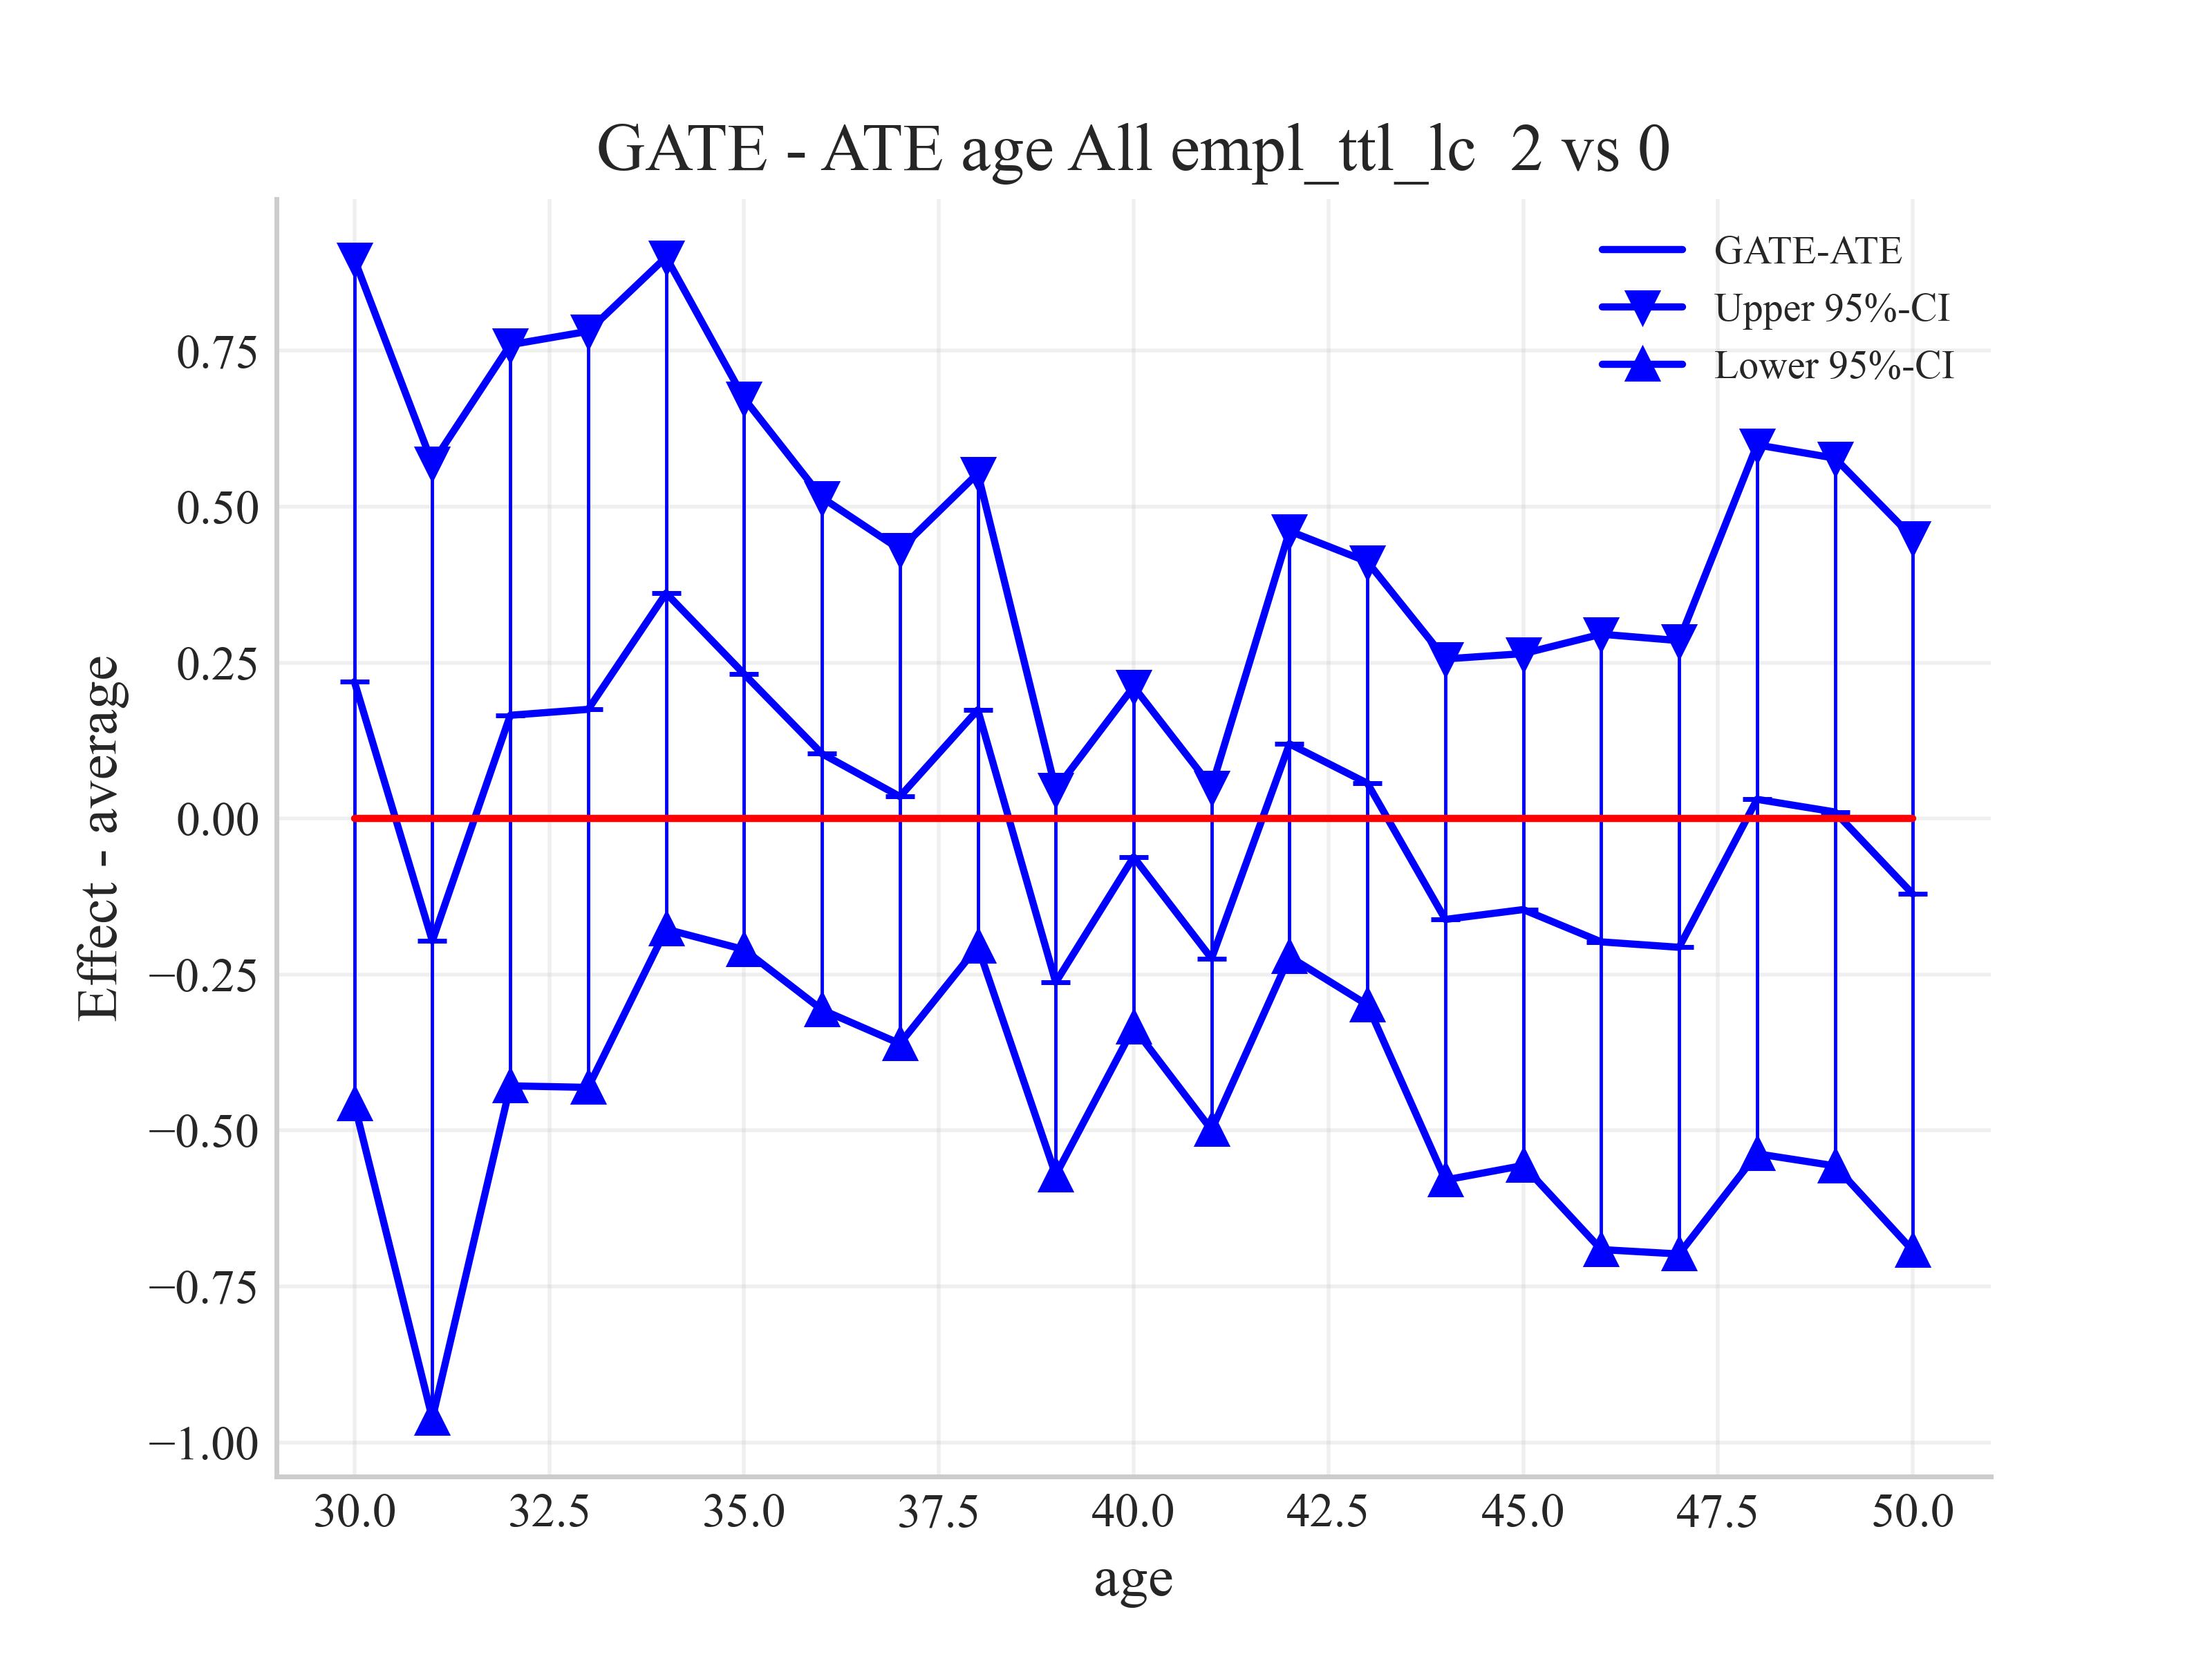 GATE - ATE age All empl_ttl_lc  2 vs 0
GATE-ATE
Upper 95%-CI
Lower 95%-CI
Effect - average
0.75
0.50
0.25
0.00
−0.25
−0.50
−0.75
−1.00
30.0 32.5 35.0 37.5 40.0 42.5 45.0 47.5 50.0
age